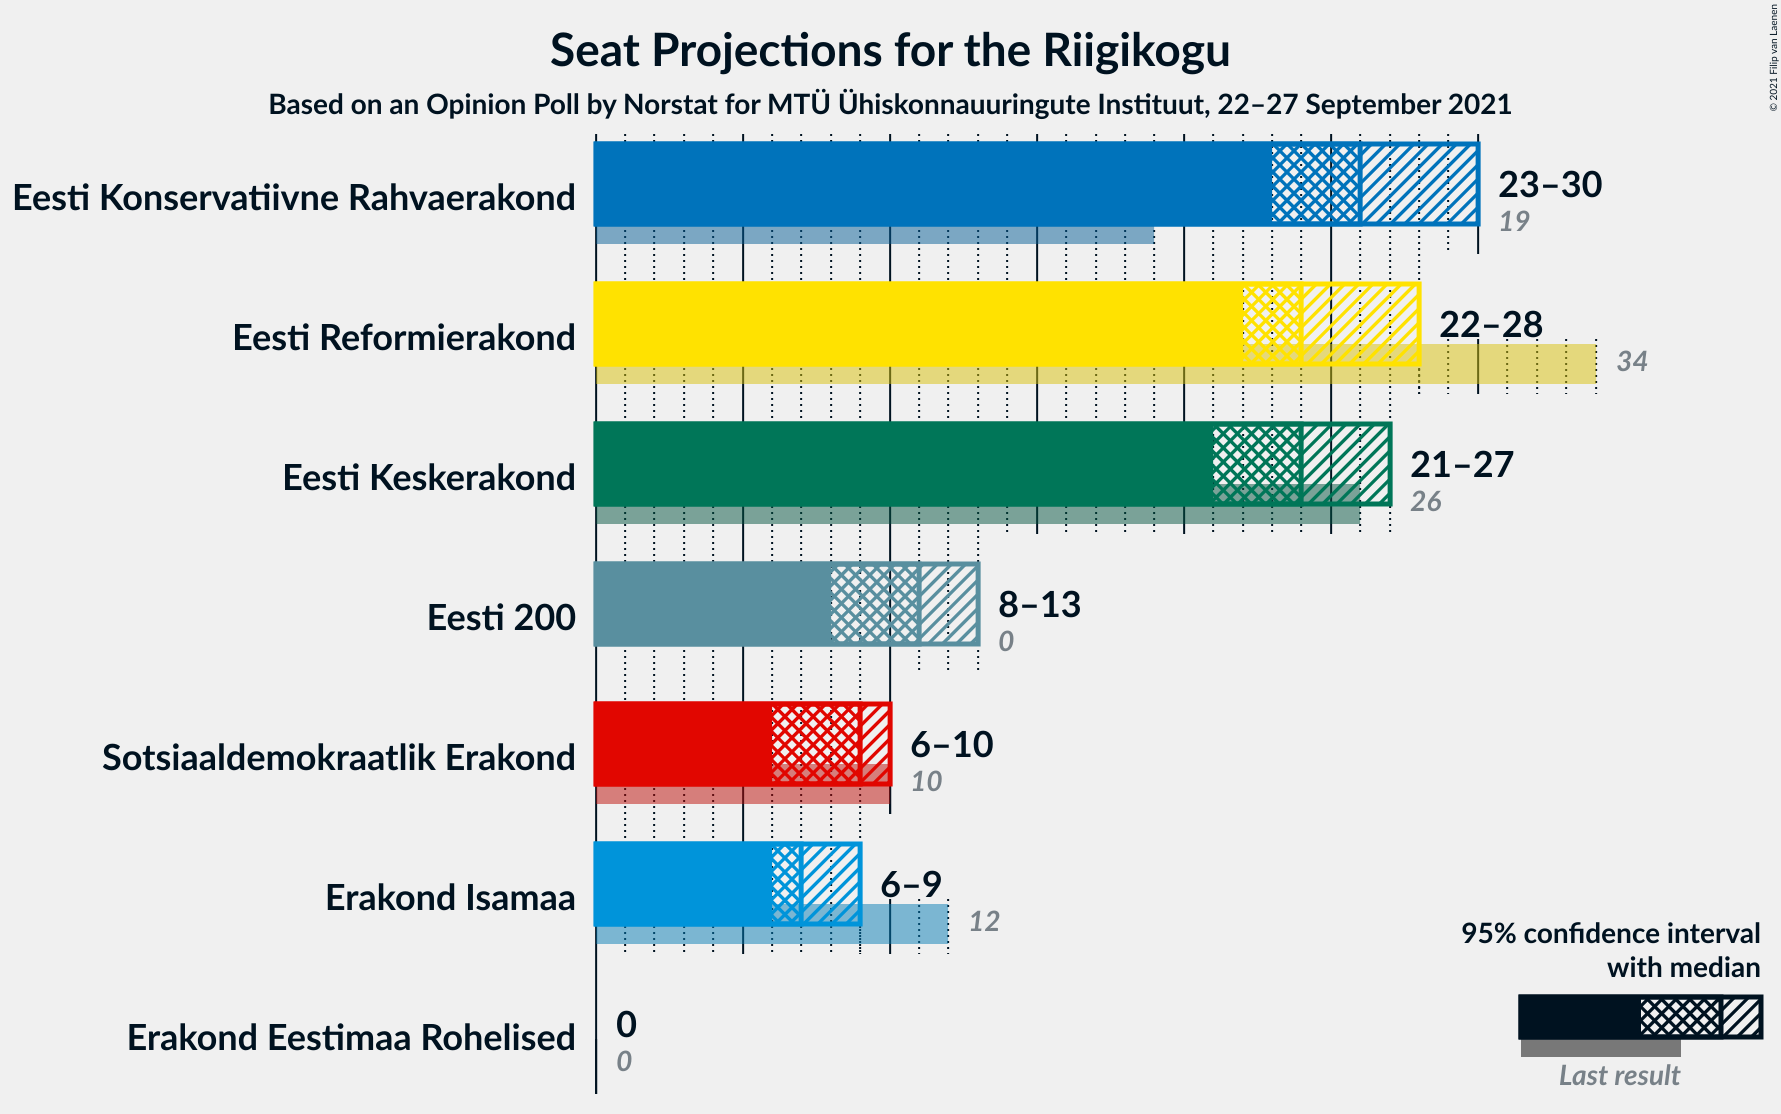 Seat Projections for the Riigikogu
Based on an Opinion Poll by Norstat for MTÜ Ühiskonnauuringute Instituut, 22–27 September 2021
© 2021 Filip van Laenen
Eesti Konservatiivne Rahvaerakond
23–30
19
Eesti Reformierakond
22–28
34
Eesti Keskerakond
21–27
26
Eesti 200
8–13
0
Sotsiaaldemokraatlik Erakond
6–10
10
Erakond Isamaa
6–9
12
Erakond Eestimaa Rohelised
0
0
95% confidence interval
with median
Last result